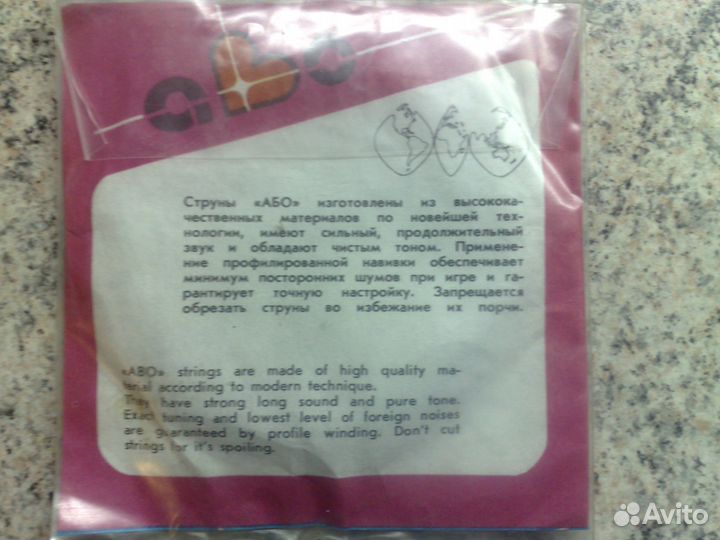 або
Струны «АБО» изготовлены из высокока-
чественных материалов по новейшей тех-
нологии, имеют сильный, продолжительный
звук и обладают чистым тоном. Примене-
ние профилированной навивки обеспечивает
минимум посторонних шумов при игре и га-
рантирует точную настройку. Запрещается
обрезать струны во избежание их порчи.
«ABO» strings are made of high quality ma-
terial according to modern technique.
They have strong long sound and pure tone.
Exact tuning and lowest level of foreign noises
are guaranteed by profile winding. Don't cut
strings for it's spoiling.
Avito